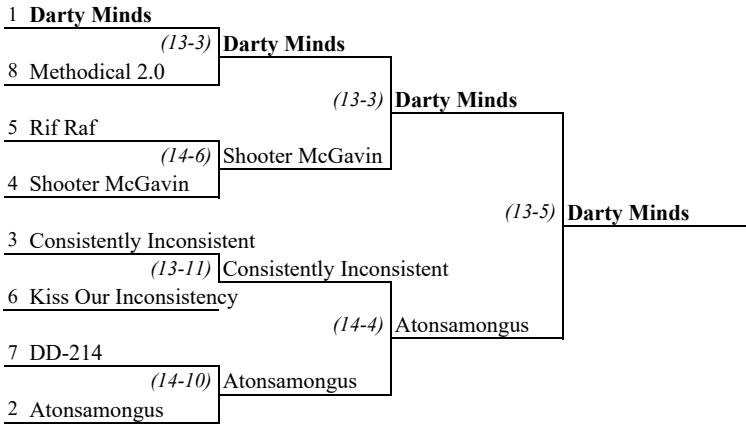 1 Darty Minds
(13-3) Darty Minds
8 Methodical 2.0
(13-3) Darty Minds
5 Rif Raf
(14-6) Shooter McGavin
4 Shooter McGavin
(13-5) Darty Minds
3 Consistently Inconsistent
(13-11) Consistently Inconsistent
6 Kiss Our Inconsistency
(14-4) Atonsamongus
7 DD-214
(14-10) Atonsamongus
2 Atonsamongus